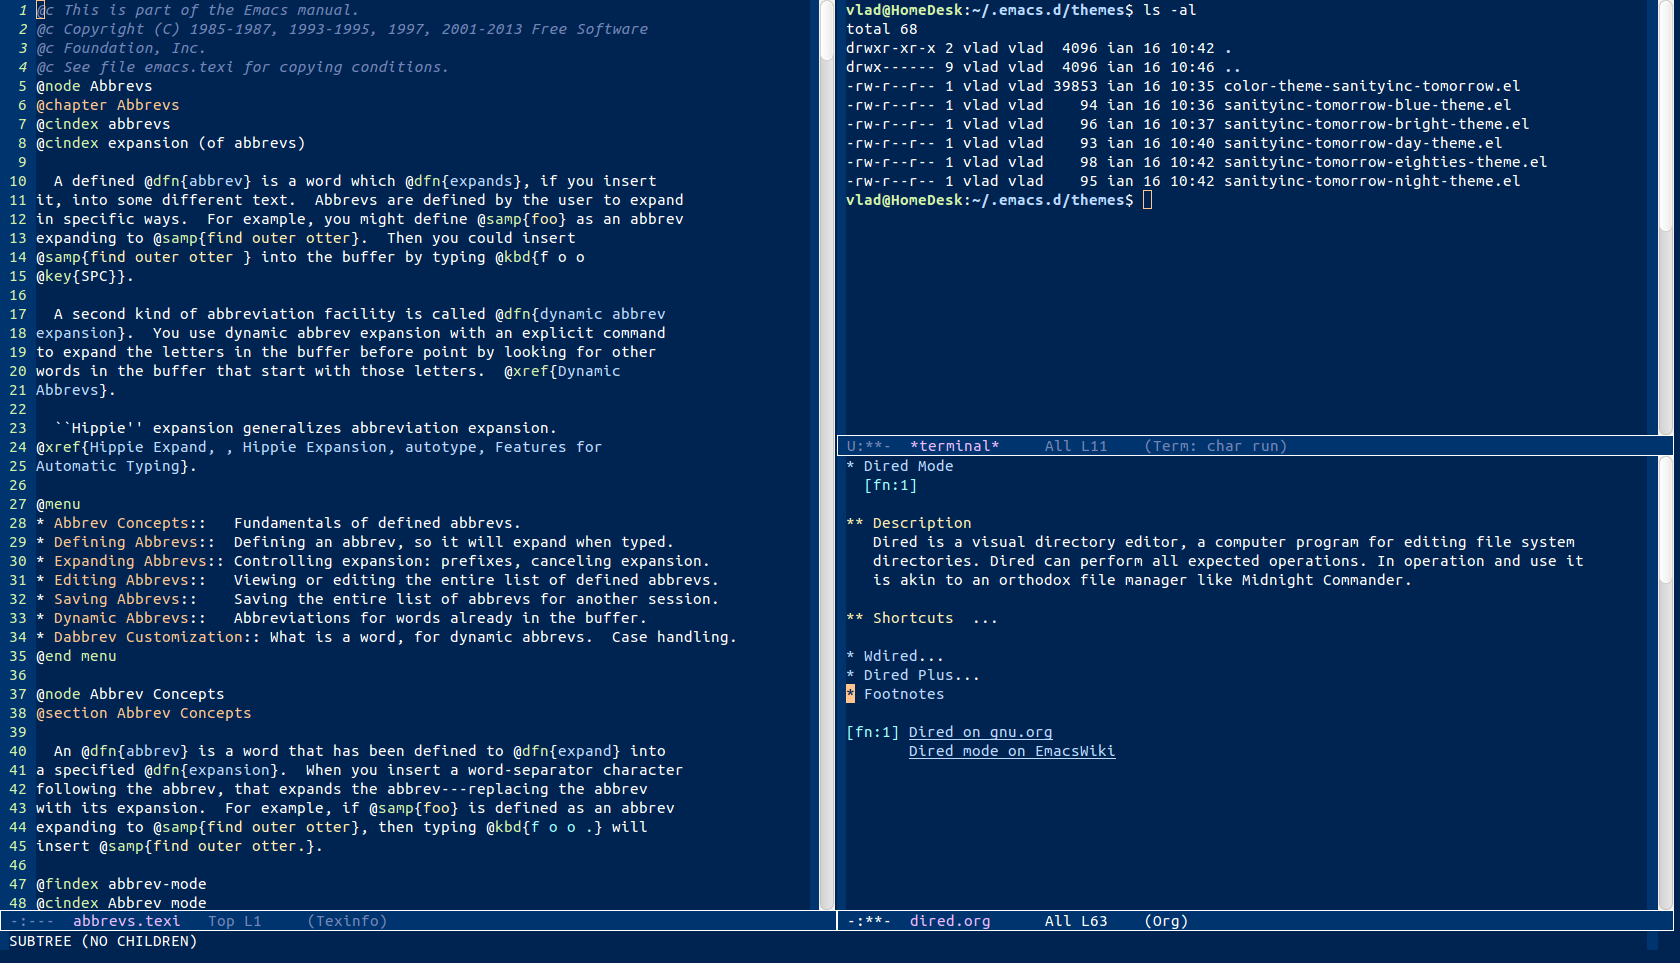 1 @c This is part of the Emacs manual.
2 @c Copyright (C) 1985-1987, 1993-1995, 1997, 2001-2013 Free Software
3 @c Foundation, Inc.
4 @c See file emacs.texi for copying conditions.
5 @node Abbrevs
6 @chapter Abbrevs
7 @cindex abbrevs
8 @cindex expansion (of abbrevs)
9
10   A defined @dfn{abbrev} is a word which @dfn{expands}, if you insert
11 it, into some different text.  Abbrevs are defined by the user to expand
12 in specific ways.  For example, you might define @samp{foo} as an abbrev
13 expanding to @samp{find outer otter}.  Then you could insert
14 @samp{find outer otter } into the buffer by typing @kbd{f o o
15 @key{SPC}}.
16
17   A second kind of abbreviation facility is called @dfn{dynamic abbrev
18 expansion}.  You use dynamic abbrev expansion with an explicit command
19 to expand the letters in the buffer before point by looking for other
20 words in the buffer that start with those letters.  @xref{Dynamic
21 Abbrevs}.
22
23   ``Hippie'' expansion generalizes abbreviation expansion.
24 @xref{Hippie Expand, , Hippie Expansion, autotype, Features for
25 Automatic Typing}.
26
27 @menu
28 * Abbrev Concepts::   Fundamentals of defined abbrevs.
29 * Defining Abbrevs::  Defining an abbrev, so it will expand when typed.
30 * Expanding Abbrevs:: Controlling expansion: prefixes, canceling expansion.
31 * Editing Abbrevs::   Viewing or editing the entire list of defined abbrevs.
32 * Saving Abbrevs::    Saving the entire list of abbrevs for another session.
33 * Dynamic Abbrevs::   Abbreviations for words already in the buffer.
34 * Dabbrev Customization:: What is a word, for dynamic abbrevs.  Case handling.
35 @end menu
36
37 @node Abbrev Concepts
38 @section Abbrev Concepts
39
40   An @dfn{abbrev} is a word that has been defined to @dfn{expand} into
41 a specified @dfn{expansion}.  When you insert a word-separator character
42 following the abbrev, that expands the abbrev---replacing the abbrev
43 with its expansion.  For example, if @samp{foo} is defined as an abbrev
44 expanding to @samp{find outer otter}, then typing @kbd{f o o .} will
45 insert @samp{find outer otter.}.
46
47 @findex abbrev-mode
48 @cindex Abbrev mode
-:---  abbrevs.texi   Top L1     (Texinfo)
vlad@HomeDesk:~/.emacs.d/themes$ ls -al
total 68
drwxr-xr-x 2 vlad vlad  4096 ian 16 10:42 .
drwx------ 9 vlad vlad  4096 ian 16 10:46 ..
-rw-r--r-- 1 vlad vlad 39853 ian 16 10:35 color-theme-sanityinc-tomorrow.el
-rw-r--r-- 1 vlad vlad    94 ian 16 10:36 sanityinc-tomorrow-blue-theme.el
-rw-r--r-- 1 vlad vlad    96 ian 16 10:37 sanityinc-tomorrow-bright-theme.el
-rw-r--r-- 1 vlad vlad    93 ian 16 10:40 sanityinc-tomorrow-day-theme.el
-rw-r--r-- 1 vlad vlad    98 ian 16 10:42 sanityinc-tomorrow-eighties-theme.el
-rw-r--r-- 1 vlad vlad    95 ian 16 10:42 sanityinc-tomorrow-night-theme.el
vlad@HomeDesk:~/.emacs.d/themes$
U:**-  *terminal*     All L11    (Term: char run)
* Dired Mode
  [fn:1]

** Description
   Dired is a visual directory editor, a computer program for editing file system
   directories. Dired can perform all expected operations. In operation and use it
   is akin to an orthodox file manager like Midnight Commander.

** Shortcuts  ...

* Wdired...
* Dired Plus...
* Footnotes

[fn:1] Dired on gnu.org
       Dired mode on EmacsWiki
-:**-  dired.org      All L63    (Org)
SUBTREE (NO CHILDREN)